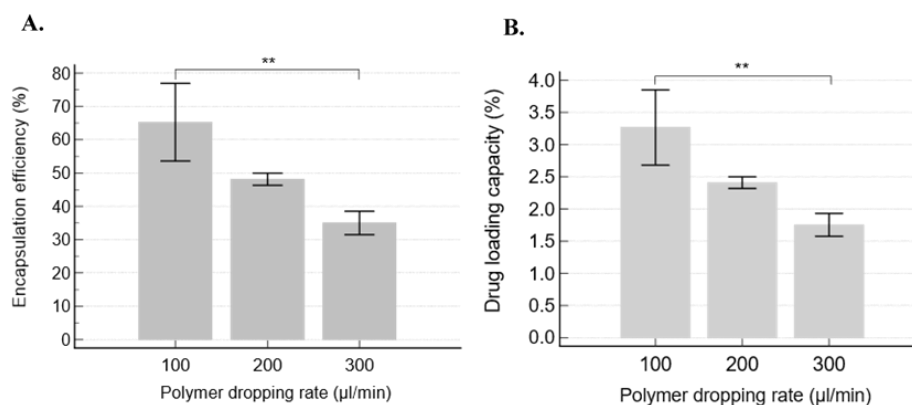 A.
**
80
70
60
50
40
30
20
10
0
Encapsulation efficiency (%)
100 200 300
Polymer dropping rate (µl/min)
B.
**
4.0
3.5
3.0
2.5
2.0
1.5
1.0
0.5
0.0
Drug loading capacity (%)
100 200 300
Polymer dropping rate (µl/min)